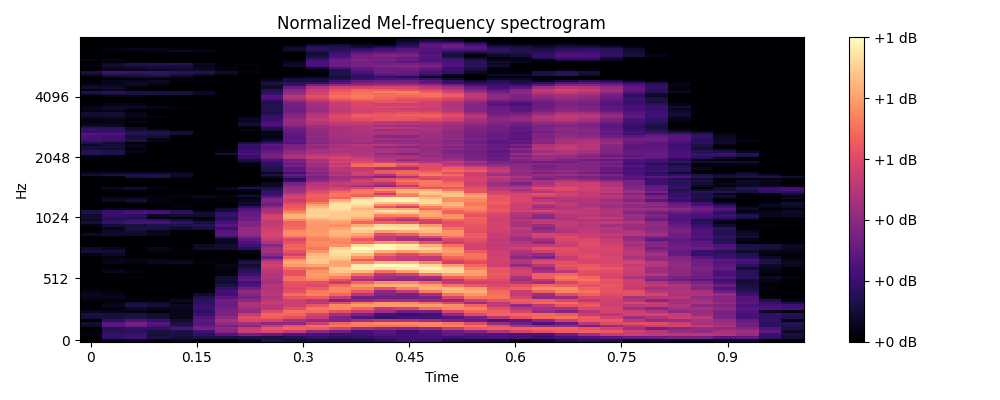 Normalized Mel-frequency spectrogram
+1 dB
4096
+1 dB
2048
+1 dB
Hz
1024
+0 dB
512
+0 dB
0
+0 dB
0 0.15 0.3 0.45 0.6 0.75 0.9
Time